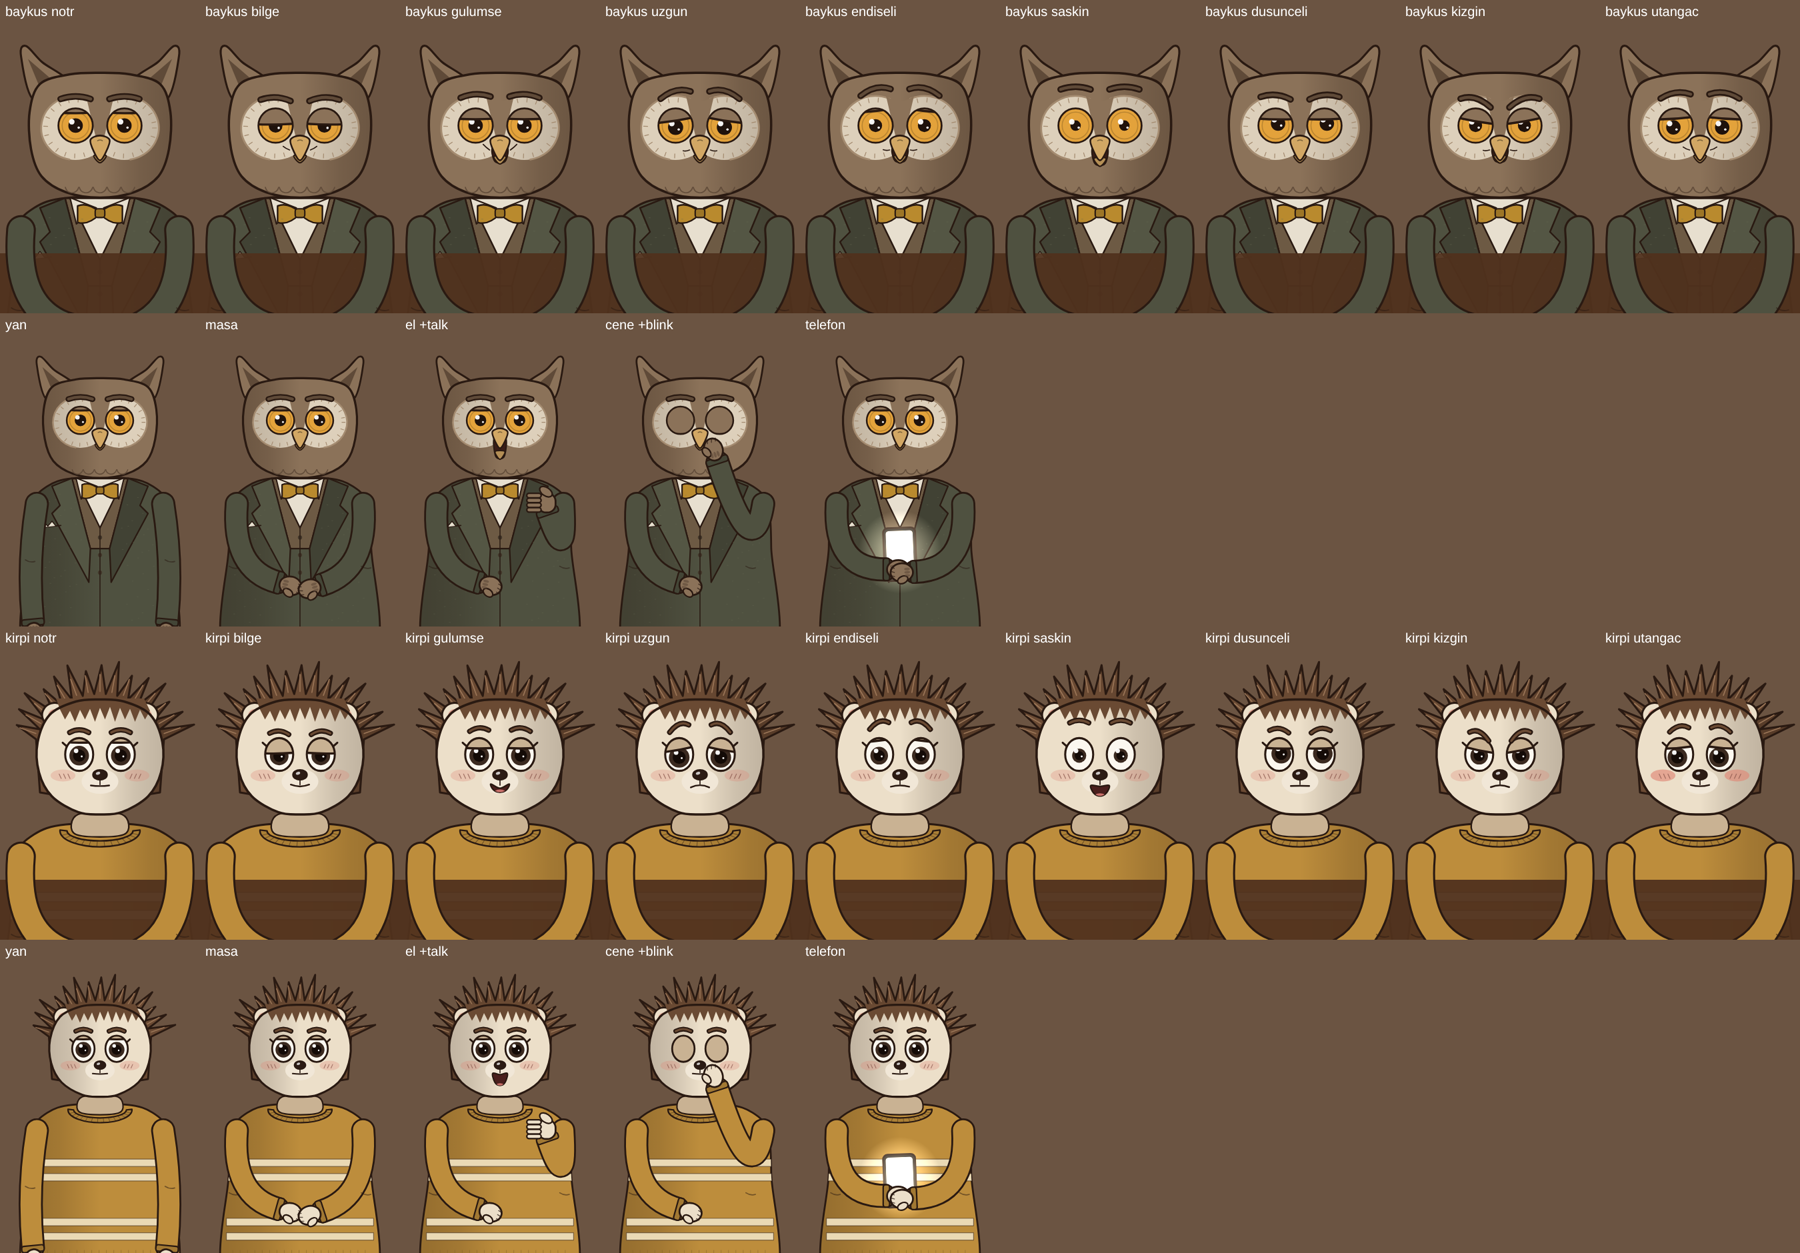 baykus notr
baykus bilge
baykus gulumse
baykus uzgun
baykus endiseli
baykus saskin
baykus dusunceli
baykus kizgin
baykus utangac
yan
masa
el +talk
cene +blink
telefon
kirpi notr
kirpi bilge
kirpi gulumse
kirpi uzgun
kirpi endiseli
kirpi saskin
kirpi dusunceli
kirpi kizgin
kirpi utangac
yan
masa
el +talk
cene +blink
telefon